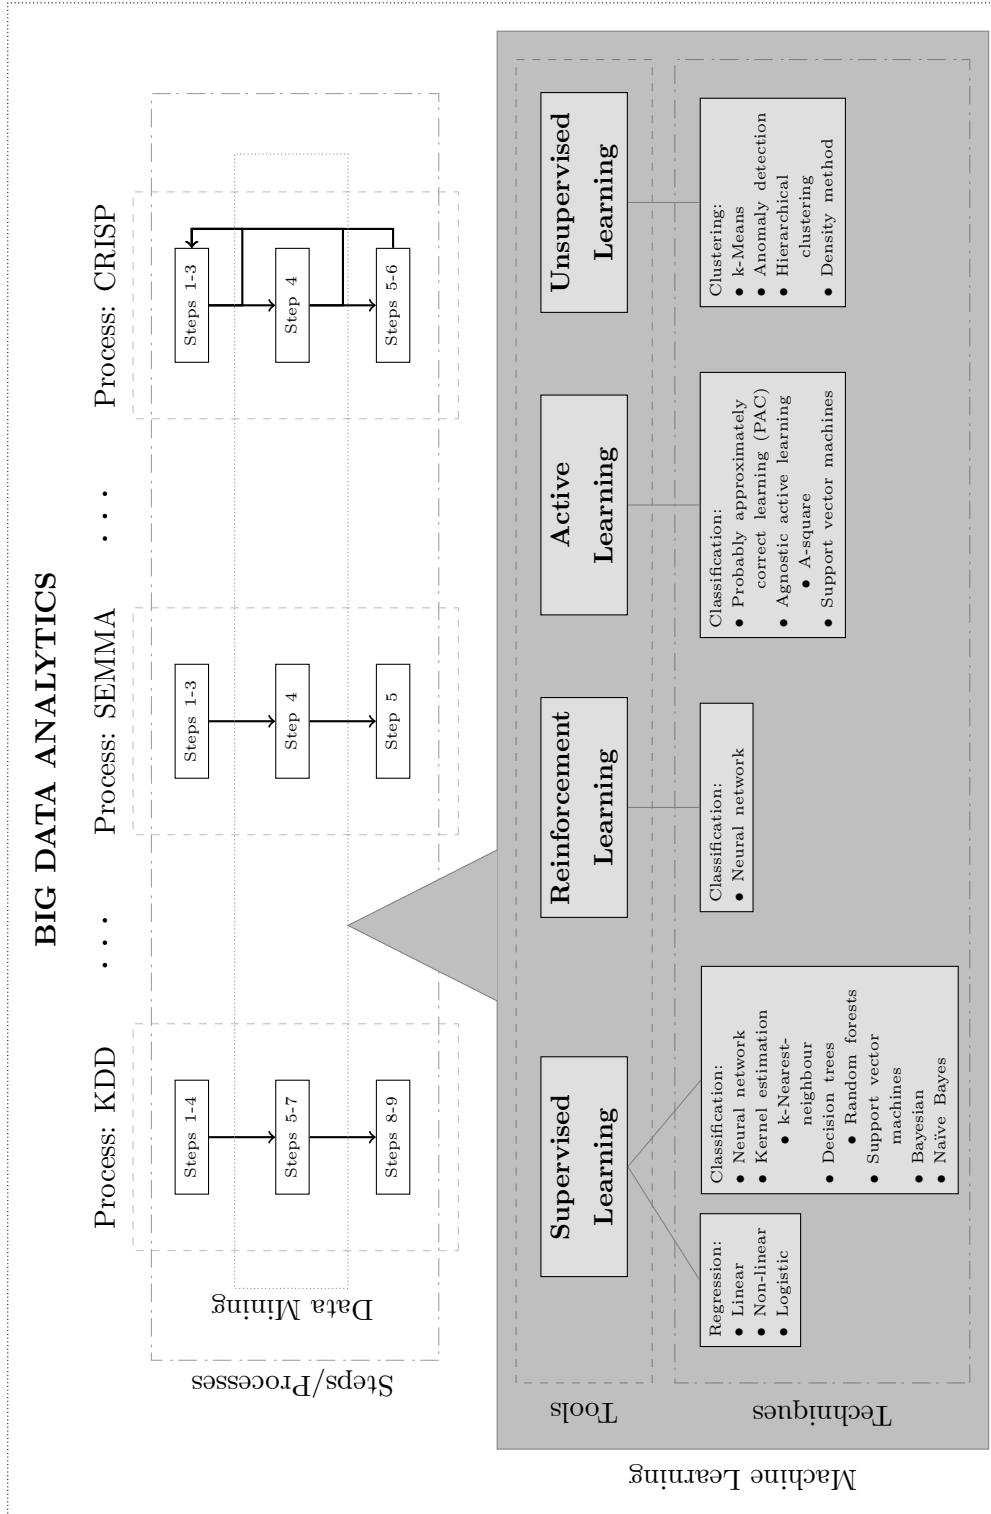 BIG DATA ANALYTICS
Process: KDD
. . .
Process: SEMMA
. . .
Process: CRISP
Steps 1-4
Steps 5-7
Steps 8-9
Steps 1-3
Step 4
Step 5
Steps 1-3
Step 4
Steps 5-6
Data Mining
Steps/Processes
Machine Learning
Tools
Supervised
Learning
Reinforcement
Learning
Active
Learning
Unsupervised
Learning
Techniques
Regression:
• Linear
• Non-linear
• Logistic
Classification:
• Neural network
• Kernel estimation
• k-Nearest-
neighbour
• Decision trees
• Random forests
• Support vector
machines
• Bayesian
• Naïve Bayes
Classification:
• Neural network
Classification:
• Probably approximately
correct learning (PAC)
• Agnostic active learning
• A-square
• Support vector machines
Clustering:
• k-Means
• Anomaly detection
• Hierarchical
clustering
• Density method